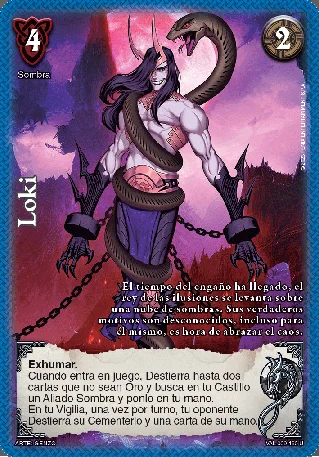 4
2
Sombra
Loki
El tiempo del engaño ha llegado, el
rey de las ilusiones se levanta sobre
una nube de sombras. Sus verdaderos
motivos son desconocidos, incluso para
él mismo, es hora de abrazar el caos.
Exhumar.
Cuando entra en juego, Destierra hasta dos
cartas que no sean Oro y busca en tu Castillo
un Aliado Sombra y ponlo en tu mano.
En tu Vigilia, una vez por turno, tu oponente
Destierra su Cementerio y una carta de su mano.